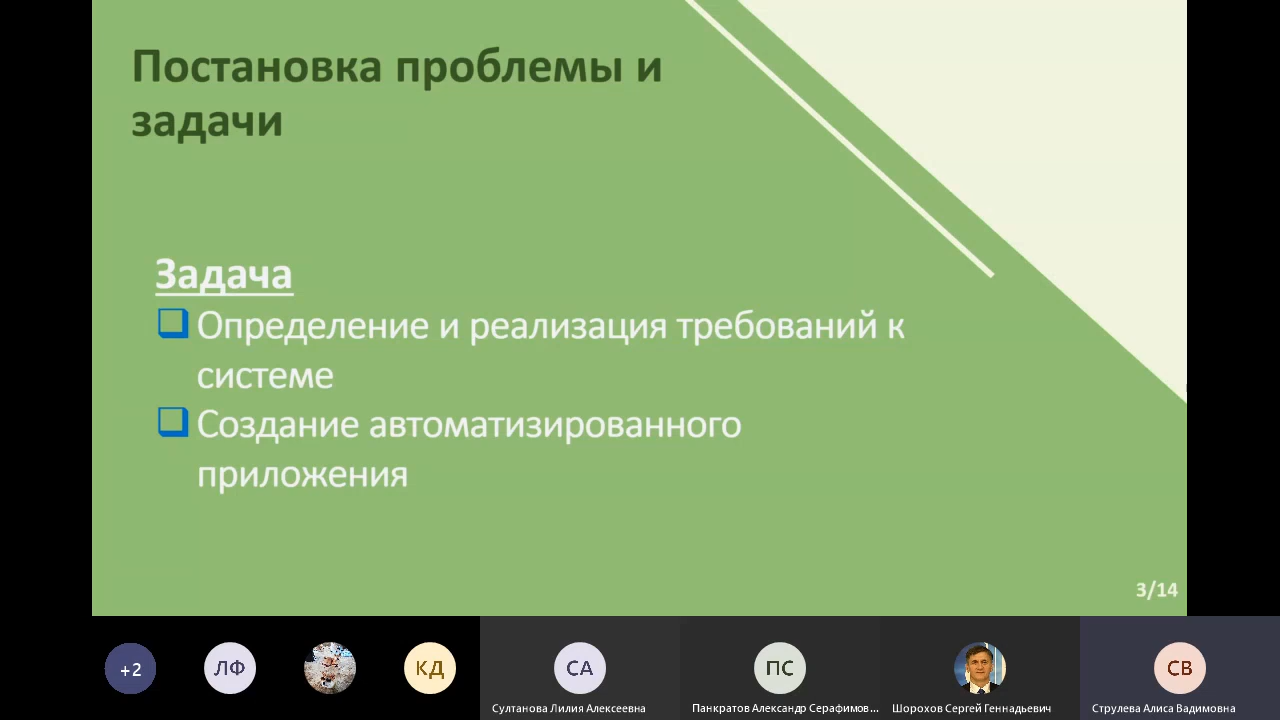 Постановка проблемы и
задачи
Задача
Определение и реализация требований к
системе
Создание автоматизированного
приложения
3/14
+2
ЛФ
КД
СА
ПС
СВ
Султанова Лилия Алексеевна
Панкратов Александр Серафимов...
Шорохов Сергей Геннадьевич
Струлева Алиса Вадимовна